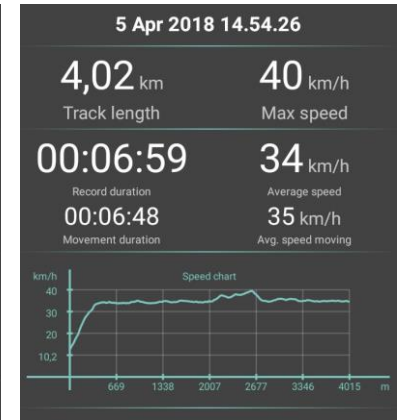 5 Apr 2018 14.54.26
4,02 km
40 km/h
Track length
Max speed
00:06:59
34 km/h
Record duration
Average speed
00:06:48
35 km/h
Movement duration
Avg. speed moving
km/h
Speed chart
40
30
20
10,2
669 1338 2007 2677 3346 4015 m